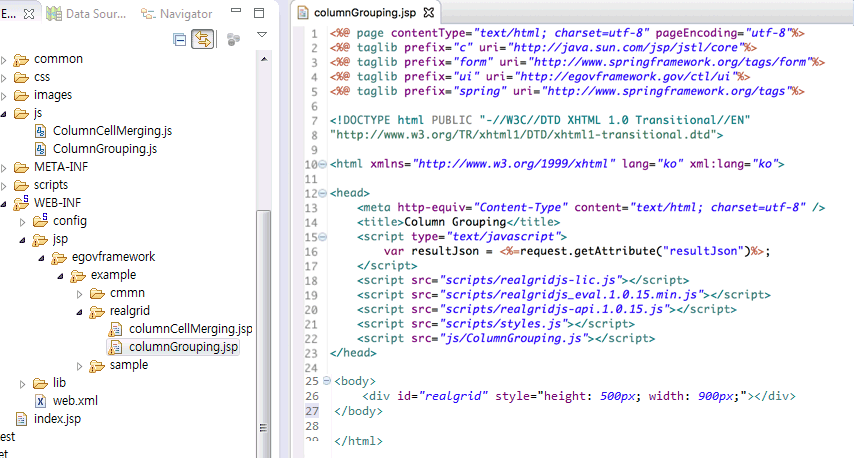 E...
Data Sour...
Navigator
common
css
images
js
ColumnCellMerging.js
ColumnGrouping.js
META-INF
scripts
WEB-INF
config
jsp
egovframework
example
cmmn
realgrid
columnCellMerging.jsp
columnGrouping.jsp
sample
lib
web.xml
index.jsp
est
et
columnGrouping.jsp
1 <%@ page contentType="text/html; charset=utf-8" pageEncoding="utf-8"%>
2 <%@ taglib prefix="c" uri="http://java.sun.com/jsp/jstl/core"%>
3 <%@ taglib prefix="form" uri="http://www.springframework.org/tags/form"%>
4 <%@ taglib prefix="ui" uri="http://egovframework.gov/ctl/ui"%>
5 <%@ taglib prefix="spring" uri="http://www.springframework.org/tags"%>
6
7 <!DOCTYPE html PUBLIC "-//W3C//DTD XHTML 1.0 Transitional//EN"
8 "http://www.w3.org/TR/xhtml1/DTD/xhtml1-transitional.dtd">
9
10 <html xmlns="http://www.w3.org/1999/xhtml" lang="ko" xml:lang="ko">
11
12 <head>
13 <meta http-equiv="Content-Type" content="text/html; charset=utf-8" />
14 <title>Column Grouping</title>
15 <script type="text/javascript">
16 var resultJson = <%=request.getAttribute("resultJson")%>;
17 </script>
18 <script src="scripts/realgridjs-lic.js"></script>
19 <script src="scripts/realgridjs_eval.1.0.15.min.js"></script>
20 <script src="scripts/realgridjs-api.1.0.15.js"></script>
21 <script src="scripts/styles.js"></script>
22 <script src="js/ColumnGrouping.js"></script>
23 </head>
24
25 <body>
26 <div id="realgrid" style="height: 500px; width: 900px;"></div>
27 </body>
28
29 </html>